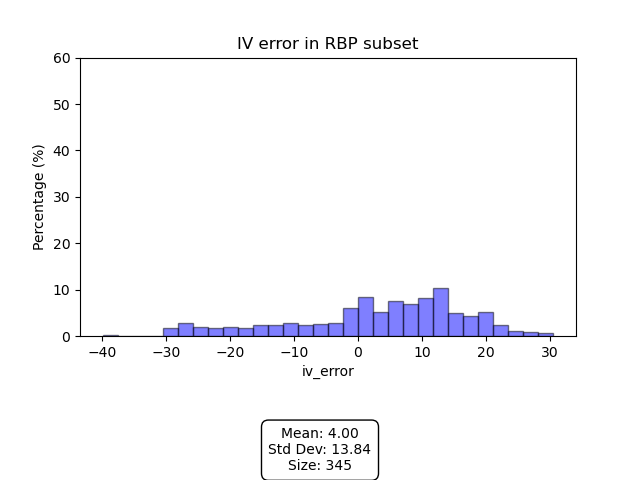 IV error in RBP subset
60
50
40
30
20
10
0
Percentage (%)
−40 −30 −20 −10 0 10 20 30
iv_error
Mean: 4.00
Std Dev: 13.84
Size: 345